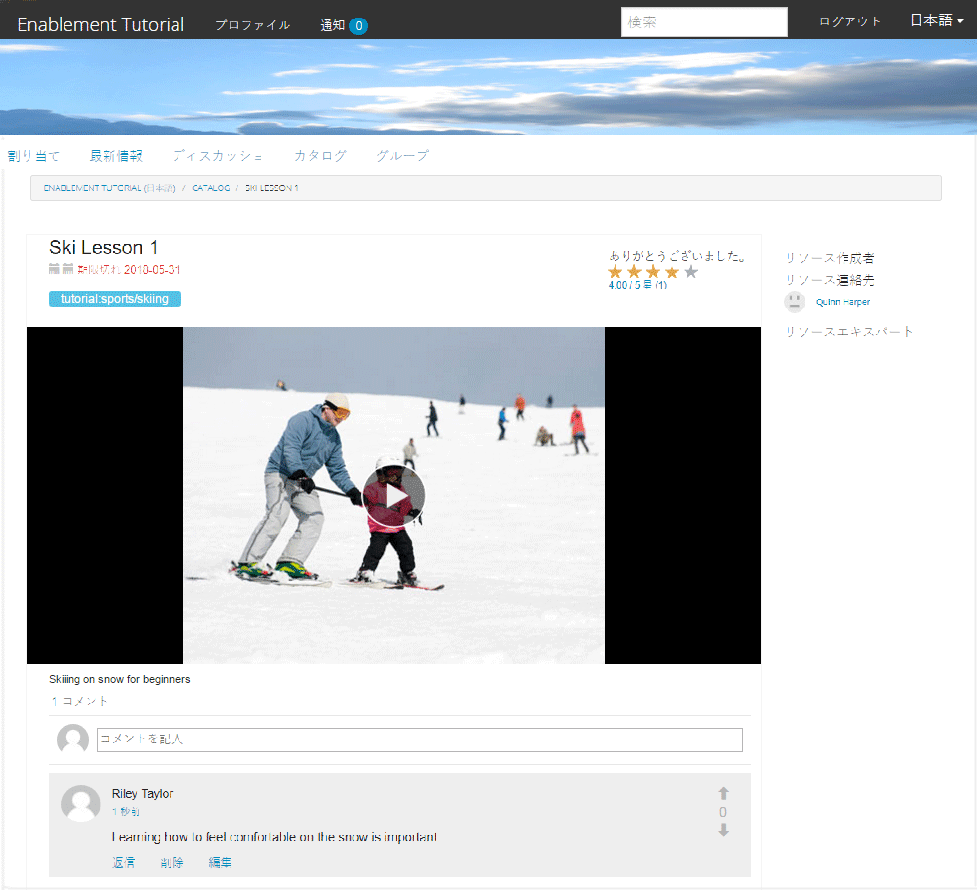 Enablement Tutorial プロファイル 通知 0 検索 ログアウト 日本語
割り当て 最新情報 ディスカッショ カタログ グループ
ENABLEMENT TUTORIAL (日本語) / CATALOG / SKI LESSON 1
Ski Lesson 1
期限切れ 2018-05-31
tutorial:sports/skiing
ありがとうございました。
4.00 / 5 星 (1)
リソース作成者
リソース連絡先
Quinn Harper
リソースエキスパート
Skiiing on snow for beginners
1 コメント
コメントを記入
Riley Taylor
1 秒前
0
Learning how to feel comfortable on the snow is important
返信 削除 編集